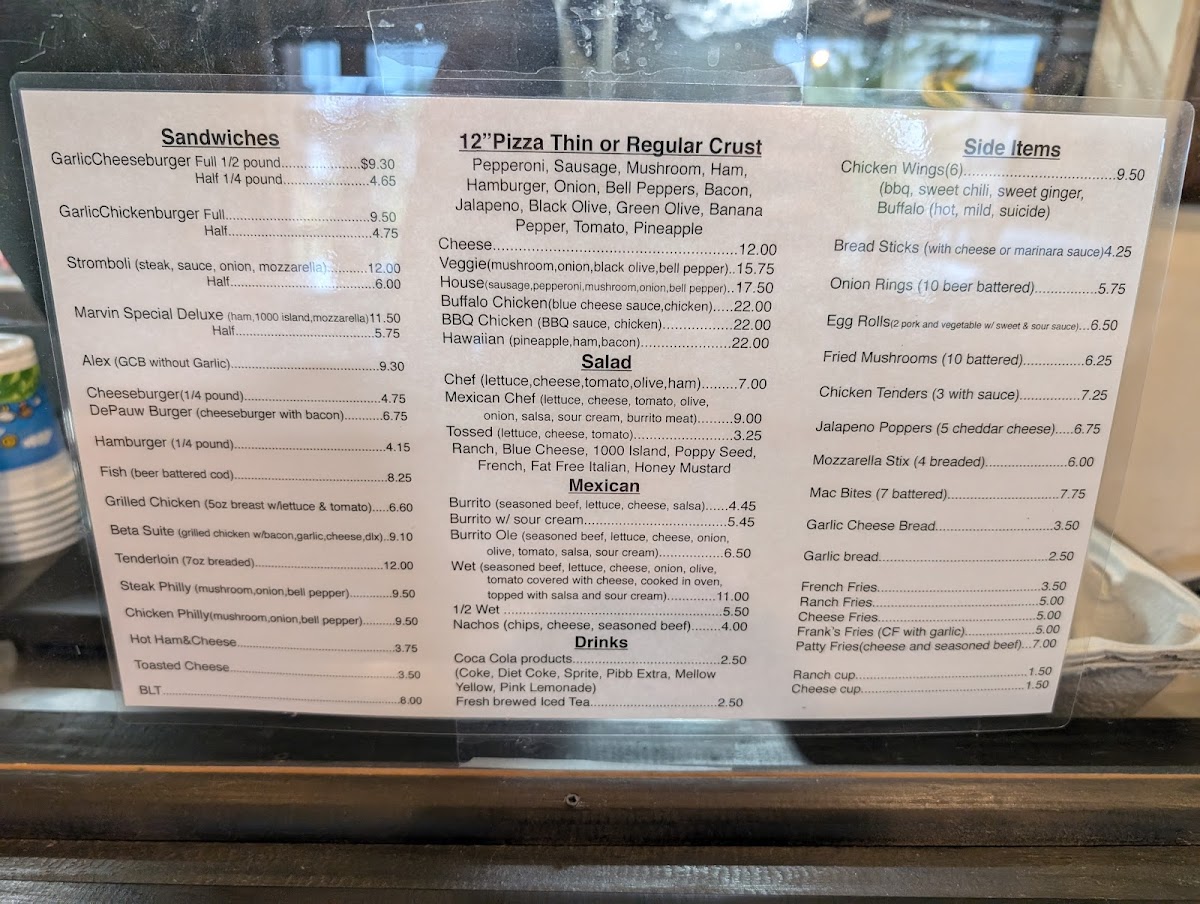 Sandwiches
GarlicCheeseburger Full 1/2 pound....................$9.30
Half 1/4 pound.............................4.65
GarlicChickenburger Full....................................9.50
Half..........................................4.75
Stromboli (steak, sauce, onion, mozzarella)..........12.00
Half..........................................6.00
Marvin Special Deluxe (ham,1000 island,mozzarella)11.50
Half..........................................5.75
Alex (GCB without Garlic)......................................9.30
Cheeseburger(1/4 pound)...................................4.75
DePauw Burger (cheeseburger with bacon)..........6.75
Hamburger (1/4 pound).......................................4.15
Fish (beer battered cod)........................................8.25
Grilled Chicken (5oz breast w/lettuce & tomato).....6.60
Beta Suite (grilled chicken w/bacon,garlic,cheese,dlx)..9.10
Tenderloin (7oz breaded)...................................12.00
Steak Philly (mushroom,onion,bell pepper)...........9.50
Chicken Philly(mushroom,onion,bell pepper).........9.50
Hot Ham&Cheese..........................................3.75
Toasted Cheese............................................3.50
BLT................................................................8.00
12”Pizza Thin or Regular Crust
Pepperoni, Sausage, Mushroom, Ham,
Hamburger, Onion, Bell Peppers, Bacon,
Jalapeno, Black Olive, Green Olive, Banana
Pepper, Tomato, Pineapple
Cheese..................................................12.00
Veggie(mushroom,onion,black olive,bell pepper)..15.75
House(sausage,pepperoni,mushroom,onion,bell pepper)..17.50
Buffalo Chicken(blue cheese sauce,chicken).....22.00
BBQ Chicken (BBQ sauce, chicken)................22.00
Hawaiian (pineapple,ham,bacon).....................22.00
Salad
Chef (lettuce,cheese,tomato,olive,ham).........7.00
Mexican Chef (lettuce, cheese, tomato, olive,
onion, salsa, sour cream, burrito meat).......9.00
Tossed (lettuce, cheese, tomato)............................3.25
Ranch, Blue Cheese, 1000 Island, Poppy Seed,
French, Fat Free Italian, Honey Mustard
Mexican
Burrito (seasoned beef, lettuce, cheese, salsa)......4.45
Burrito w/ sour cream....................................5.45
Burrito Ole (seasoned beef, lettuce, cheese, onion,
olive, tomato, salsa, sour cream)................6.50
Wet (seasoned beef, lettuce, cheese, onion, olive,
tomato covered with cheese, cooked in oven,
topped with salsa and sour cream)............11.00
1/2 Wet .......................................................5.50
Nachos (chips, cheese, seasoned beef)........4.00
Drinks
Coca Cola products.....................................2.50
(Coke, Diet Coke, Sprite, Pibb Extra, Mellow
Yellow, Pink Lemonade)
Fresh brewed Iced Tea................................2.50
Side Items
Chicken Wings(6)......................................9.50
(bbq, sweet chili, sweet ginger,
Buffalo (hot, mild, suicide)
Bread Sticks (with cheese or marinara sauce)4.25
Onion Rings (10 beer battered)................5.75
Egg Rolls(2 pork and vegetable w/ sweet & sour sauce)...6.50
Fried Mushrooms (10 battered)................6.25
Chicken Tenders (3 with sauce)................7.25
Jalapeno Poppers (5 cheddar cheese).....6.75
Mozzarella Stix (4 breaded)......................6.00
Mac Bites (7 battered)..............................7.75
Garlic Cheese Bread................................3.50
Garlic bread..............................................2.50
French Fries.............................................3.50
Ranch Fries..............................................5.00
Cheese Fries............................................5.00
Frank's Fries (CF with garlic)....................5.00
Patty Fries(cheese and seasoned beef)...7.00
Ranch cup................................................1.50
Cheese cup..............................................1.50